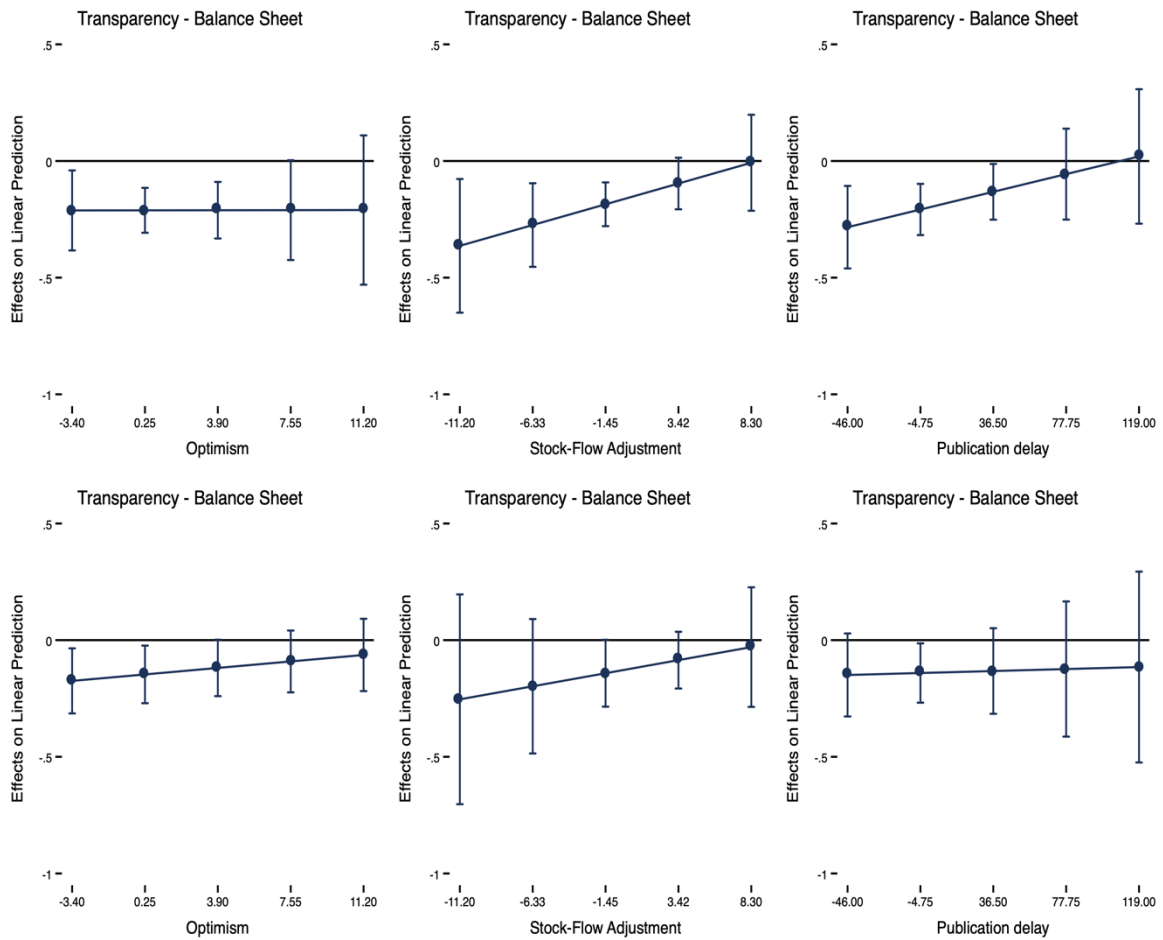 Transparency - Balance Sheet
.5
0
-.5
-1
Effects on Linear Prediction
-3.40 0.25 3.90 7.55 11.20
Optimism
Transparency - Balance Sheet
.5
0
-.5
-1
Effects on Linear Prediction
-11.20 -6.33 -1.45 3.42 8.30
Stock-Flow Adjustment
Transparency - Balance Sheet
.5
0
-.5
-1
Effects on Linear Prediction
-46.00 -4.75 36.50 77.75 119.00
Publication delay
Transparency - Balance Sheet
.5
0
-.5
-1
Effects on Linear Prediction
-3.40 0.25 3.90 7.55 11.20
Optimism
Transparency - Balance Sheet
.5
0
-.5
-1
Effects on Linear Prediction
-11.20 -6.33 -1.45 3.42 8.30
Stock-Flow Adjustment
Transparency - Balance Sheet
.5
0
-.5
-1
Effects on Linear Prediction
-46.00 -4.75 36.50 77.75 119.00
Publication delay